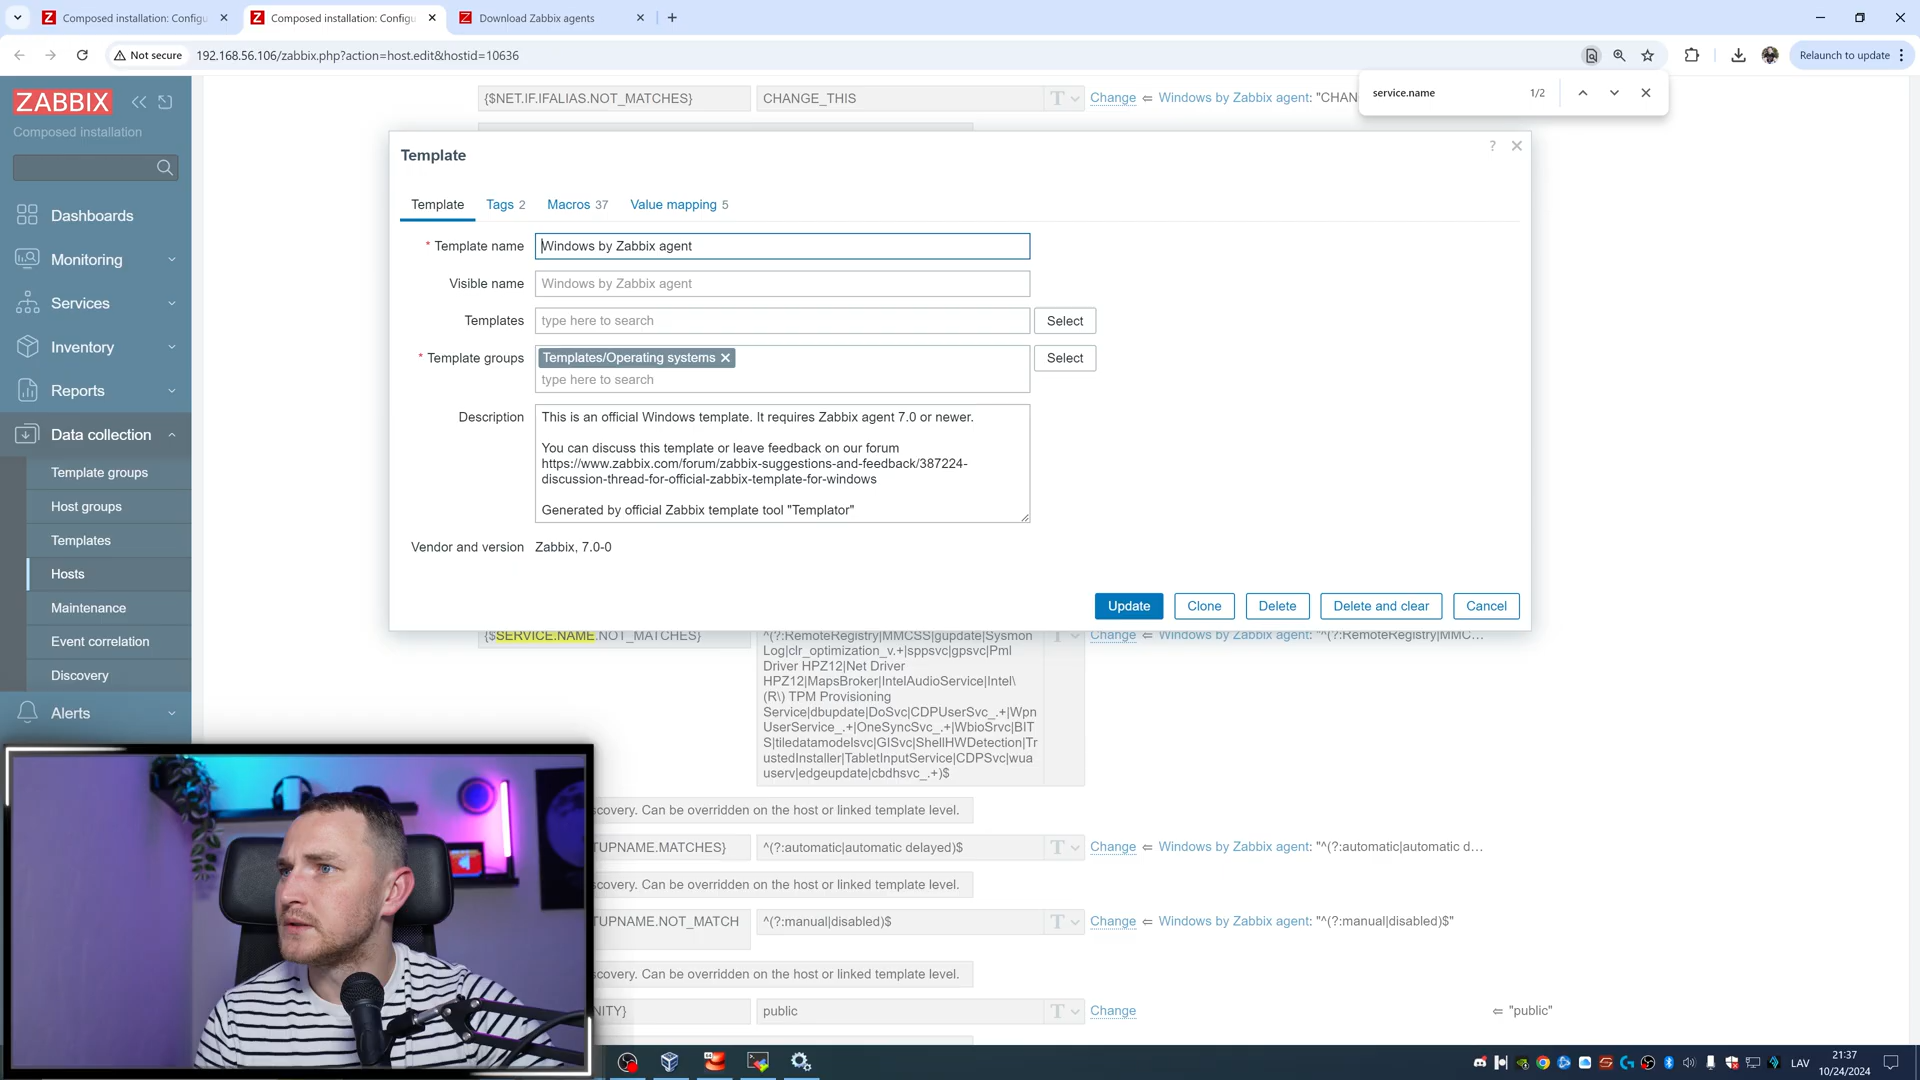 Composed installation: Configu
Composed installation: Configu
Download Zabbix agents
Not secure
192.168.56.106/zabbix.php?action=host.edit&hostid=10636
Relaunch to update
service.name
1/2
ZABBIX
Composed installation
Dashboards
Monitoring
Services
Inventory
Reports
Data collection
Template groups
Host groups
Templates
Hosts
Maintenance
Event correlation
Discovery
Alerts
{$NET.IF.IFALIAS.NOT_MATCHES}
CHANGE_THIS
T
Change ⇐ Windows by Zabbix agent: "CHAN
Template
?
Template
Tags 2
Macros 37
Value mapping 5
* Template name
Windows by Zabbix agent
Visible name
Windows by Zabbix agent
Templates
type here to search
Select
* Template groups
Templates/Operating systems
type here to search
Select
Description
This is an official Windows template. It requires Zabbix agent 7.0 or newer.
You can discuss this template or leave feedback on our forum
https://www.zabbix.com/forum/zabbix-suggestions-and-feedback/387224-
discussion-thread-for-official-zabbix-template-for-windows
Generated by official Zabbix template tool "Templator"
Vendor and version
Zabbix, 7.0-0
Update
Clone
Delete
Delete and clear
Cancel
{$SERVICE.NAME.NOT_MATCHES}
^(?:RemoteRegistry|MMCSS|gupdate|Sysmon
Log|clr_optimization_v.+|sppsvc|gpsvc|Pml
Driver HPZ12|Net Driver
HPZ12|MapsBroker|IntelAudioService|Intel\
(R\) TPM Provisioning
Service|dbupdate|DoSvc|CDPUserSvc_.+|Wpn
UserService_.+|OneSyncSvc_.+|WbioSrvc|BIT
S|tiledatamodelsvc|GISvc|ShellHWDetection|Tr
ustedInstaller|TabletInputService|CDPSvc|wua
userv|edgeupdate|cbdhsvc_.+)$
T
Change ⇐ Windows by Zabbix agent: "^(?:RemoteRegistry|MMC...
scovery. Can be overridden on the host or linked template level.
TUPNAME.MATCHES}
^(?:automatic|automatic delayed)$
T
Change ⇐ Windows by Zabbix agent: "^(?:automatic|automatic d...
scovery. Can be overridden on the host or linked template level.
TUPNAME.NOT_MATCH
^(?:manual|disabled)$
T
Change ⇐ Windows by Zabbix agent: "^(?:manual|disabled)$"
scovery. Can be overridden on the host or linked template level.
NITY}
public
T
Change
⇐ "public"
LAV
21:37
10/24/2024